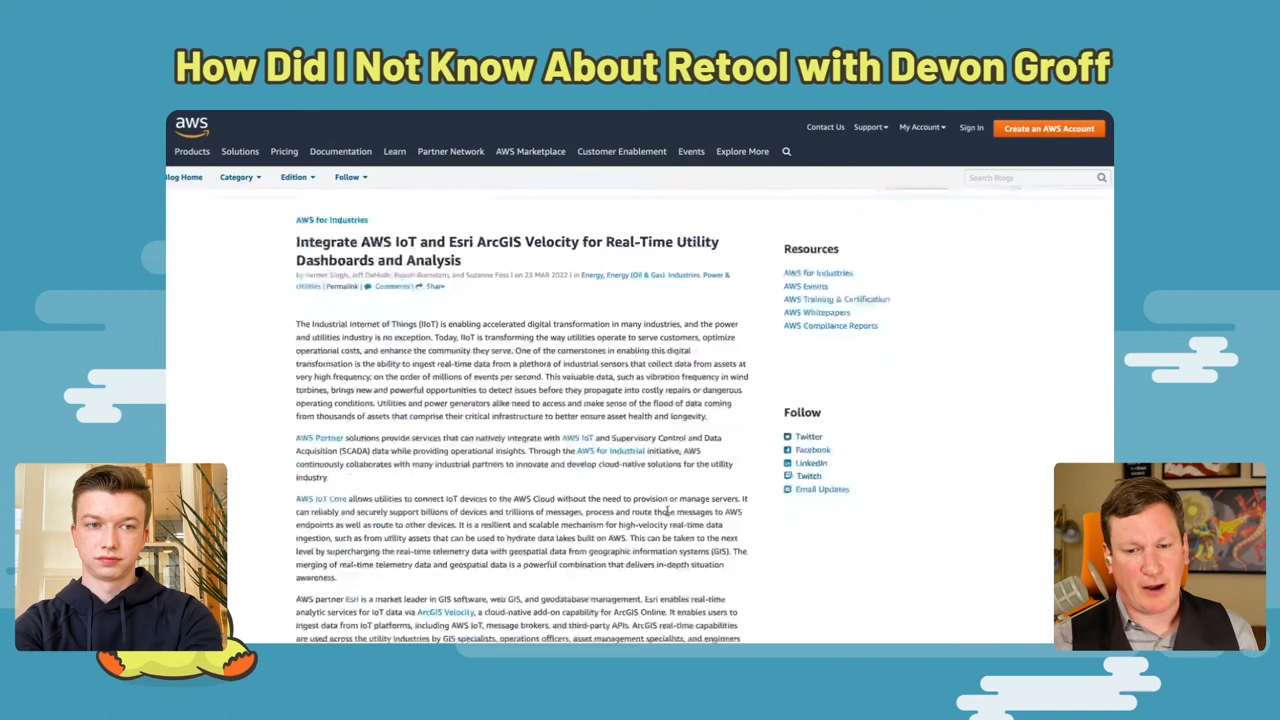 How Did I Not Know About Retool with Devon Groff
aws
Contact Us Support My Account Sign In Create an AWS Account
Products Solutions Pricing Documentation Learn Partner Network AWS Marketplace Customer Enablement Events Explore More
log Home Category Edition Follow Search Blogs
AWS for Industries
Integrate AWS IoT and Esri ArcGIS Velocity for Real-Time Utility
Dashboards and Analysis
Singh, Jeff and Suzanne Foss | on 23 MAR 2022 | in Energy, Energy (Oil & Gas), Industries, Power &
Utilities | Permalink | Comments | Share
The Industrial Internet of Things (IIoT) is enabling accelerated digital transformation in many industries, and the power
and utilities industry is no exception. Today, IIoT is transforming the way utilities operate to serve customers, optimize
operational costs, and enhance the community they serve. One of the cornerstones in enabling this digital
transformation is the ability to ingest real-time data from a plethora of industrial sensors that collect data from assets at
very high frequency; on the order of millions of events per second. This valuable data, such as vibration frequency in wind
turbines, brings new and powerful opportunities to detect issues before they propagate into costly repairs or dangerous
operating conditions. Utilities and power generators alike need to access and make sense of the flood of data coming
from thousands of assets that comprise their critical infrastructure to better ensure asset health and longevity.
AWS Partner solutions provide services that can natively integrate with AWS IoT and Supervisory Control and Data
Acquisition (SCADA) data while providing operational insights. Through the AWS for Industrial initiative, AWS
continuously collaborates with many industrial partners to innovate and develop cloud-native solutions for the utility
industry.
AWS IoT Core allows utilities to connect IoT devices to the AWS Cloud without the need to provision or manage servers. It
can reliably and securely support billions of devices and trillions of messages, process and route those messages to AWS
endpoints as well as route to other devices. It is a resilient and scalable mechanism for high-velocity real-time data
ingestion, such as from utility assets that can be used to hydrate data lakes built on AWS. This can be taken to the next
level by supercharging the real-time telemetry data with geospatial data from geographic information systems (GIS). The
merging of real-time telemetry data and geospatial data is a powerful combination that delivers in-depth situation
awareness.
AWS partner Esri is a market leader in GIS software, web GIS, and geodatabase management. Esri enables real-time
analytic services for IoT data via ArcGIS Velocity, a cloud-native add-on capability for ArcGIS Online. It enables users to
ingest data from IoT platforms, including AWS IoT, message brokers, and third-party APIs. ArcGIS real-time capabilities
are used across the utility industries by GIS specialists, operations officers, asset management specialists, and engineers
Resources
AWS for Industries
AWS Events
AWS Training & Certification
AWS Whitepapers
AWS Compliance Reports
Follow
Twitter
Facebook
LinkedIn
Twitch
Email Updates